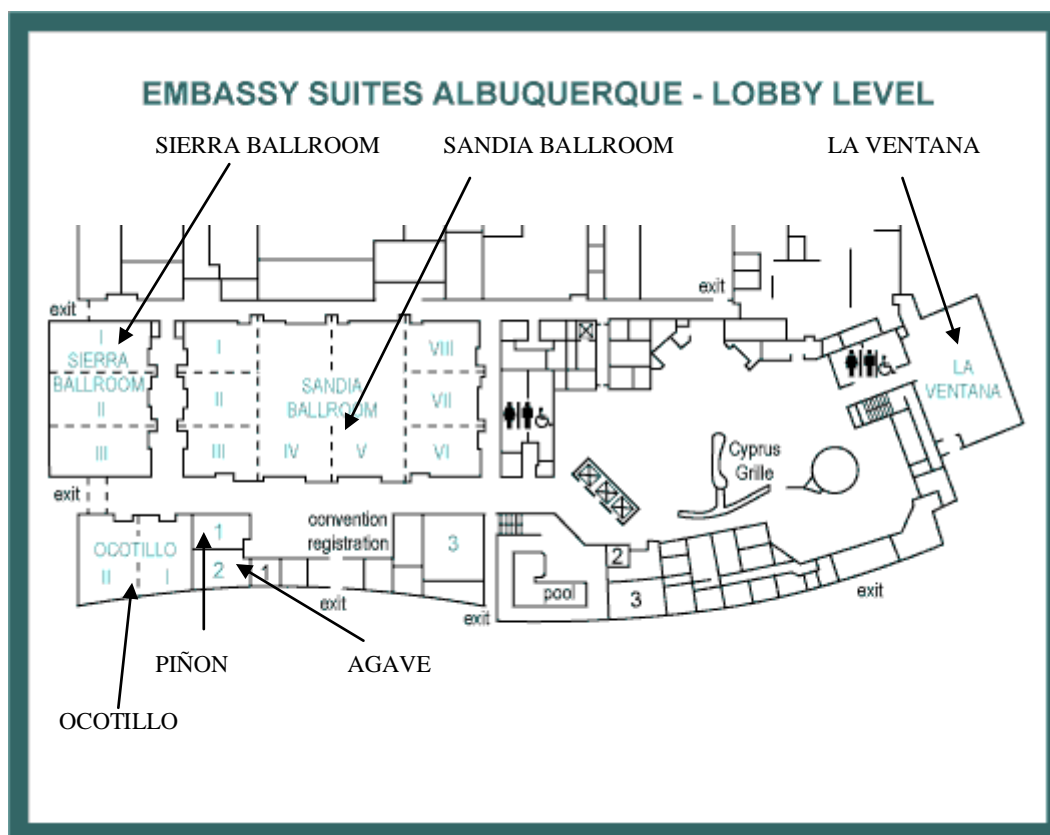 EMBASSY SUITES ALBUQUERQUE - LOBBY LEVEL
SIERRA BALLROOM
SANDIA BALLROOM
LA VENTANA
exit
exit
I
SIERRA
BALLROOM
II
III
I
II
III
SANDIA
BALLROOM
IV
V
VIII
VII
VI
LA
VENTANA
Cyprus
Grille
exit
OCOTILLO
II
I
1
2
1
convention
registration
3
exit
exit
pool
2
3
exit
PIÑON
AGAVE
OCOTILLO